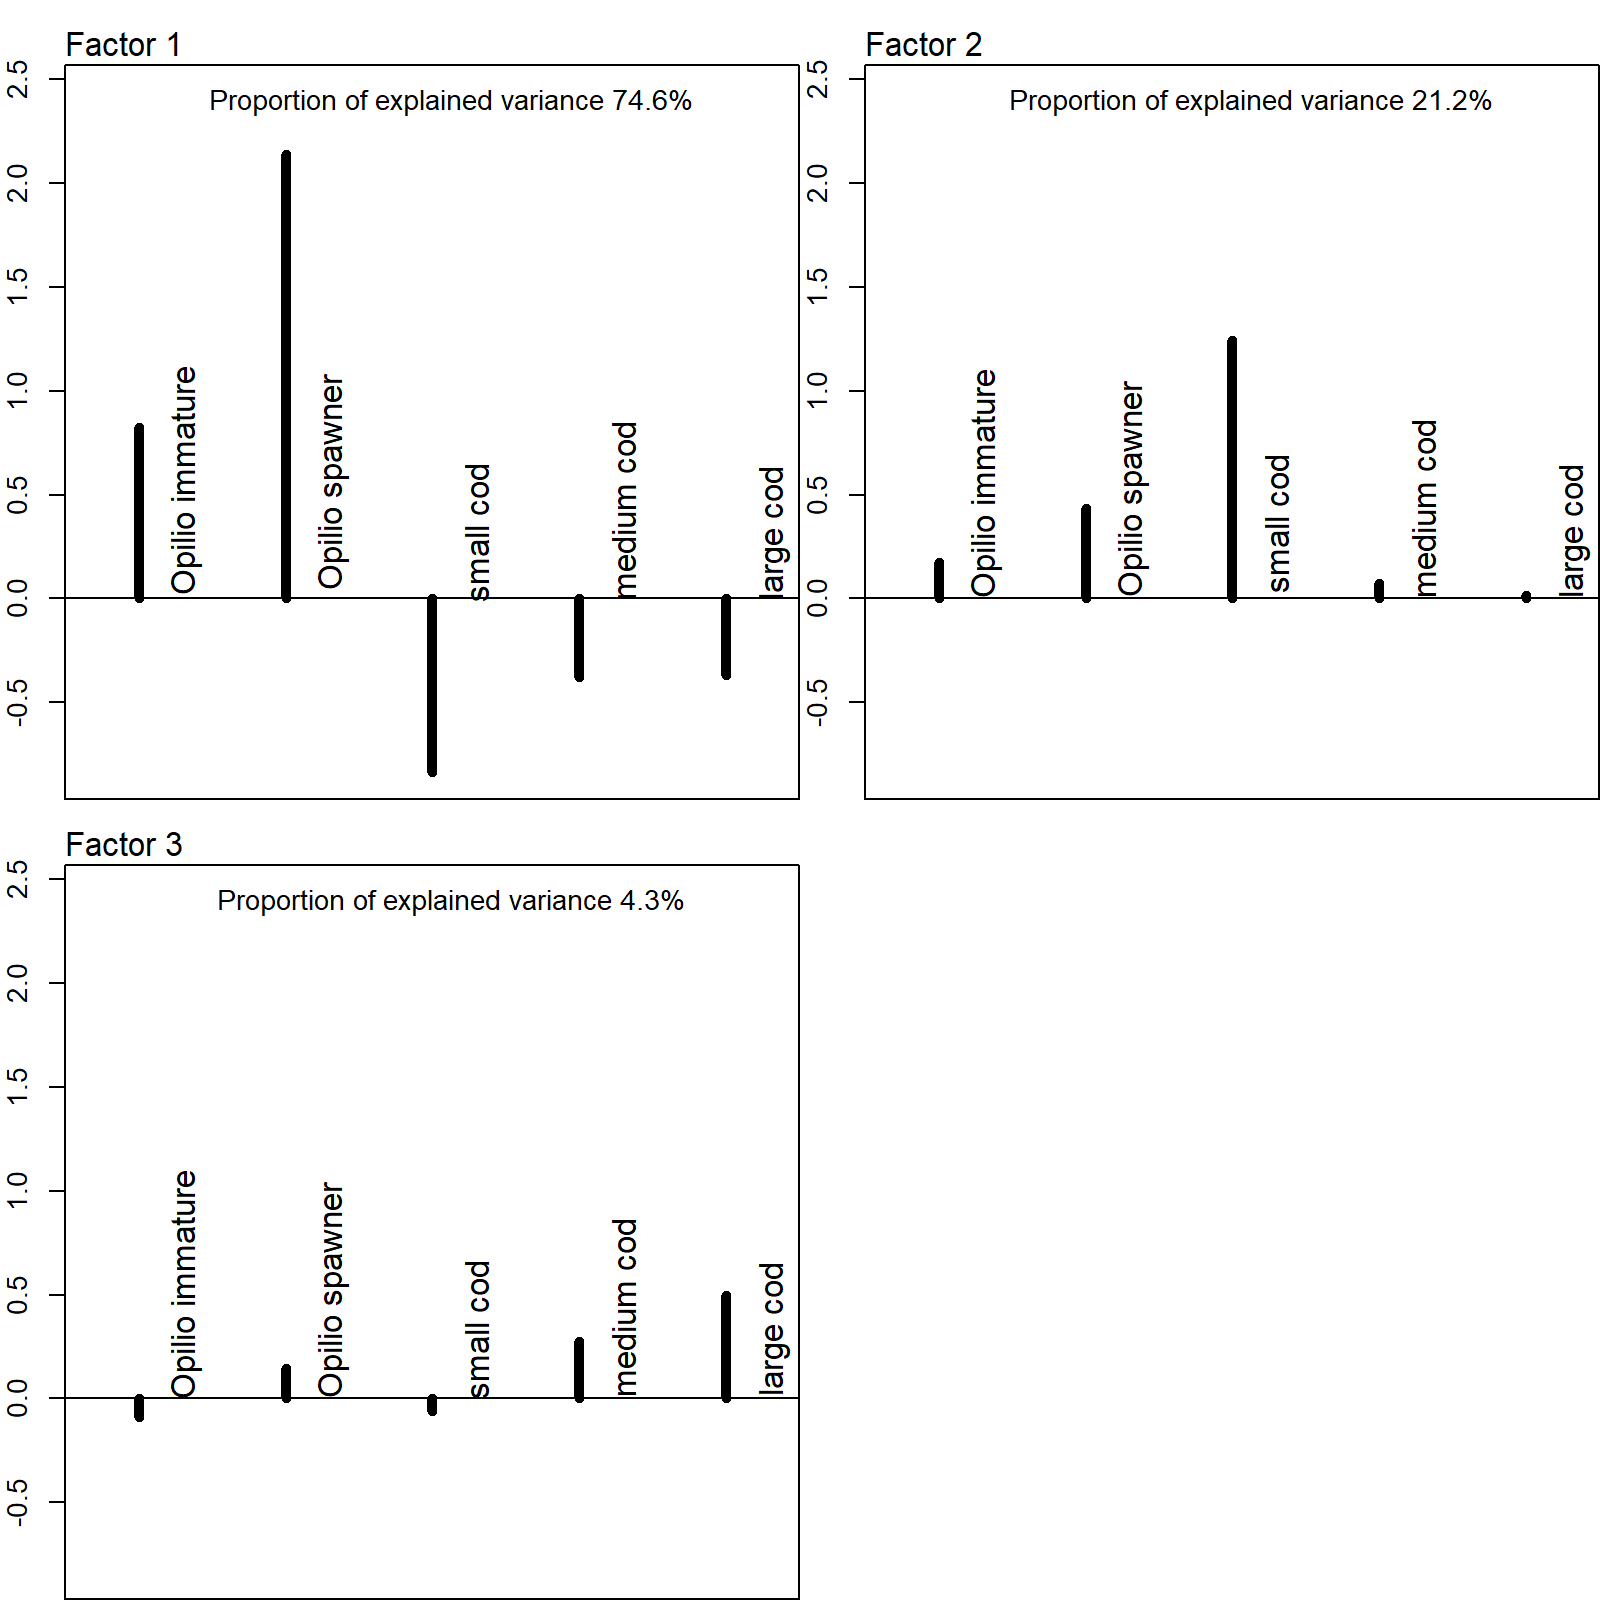 Factor 1
Proportion of explained variance 74.6%
2.5
2.0
1.5
1.0
0.5
0.0
-0.5
Opilio immature
Opilio spawner
small cod
medium cod
large cod
Factor 2
Proportion of explained variance 21.2%
2.5
2.0
1.5
1.0
0.5
0.0
-0.5
Opilio immature
Opilio spawner
small cod
medium cod
large cod
Factor 3
Proportion of explained variance 4.3%
2.5
2.0
1.5
1.0
0.5
0.0
-0.5
Opilio immature
Opilio spawner
small cod
medium cod
large cod